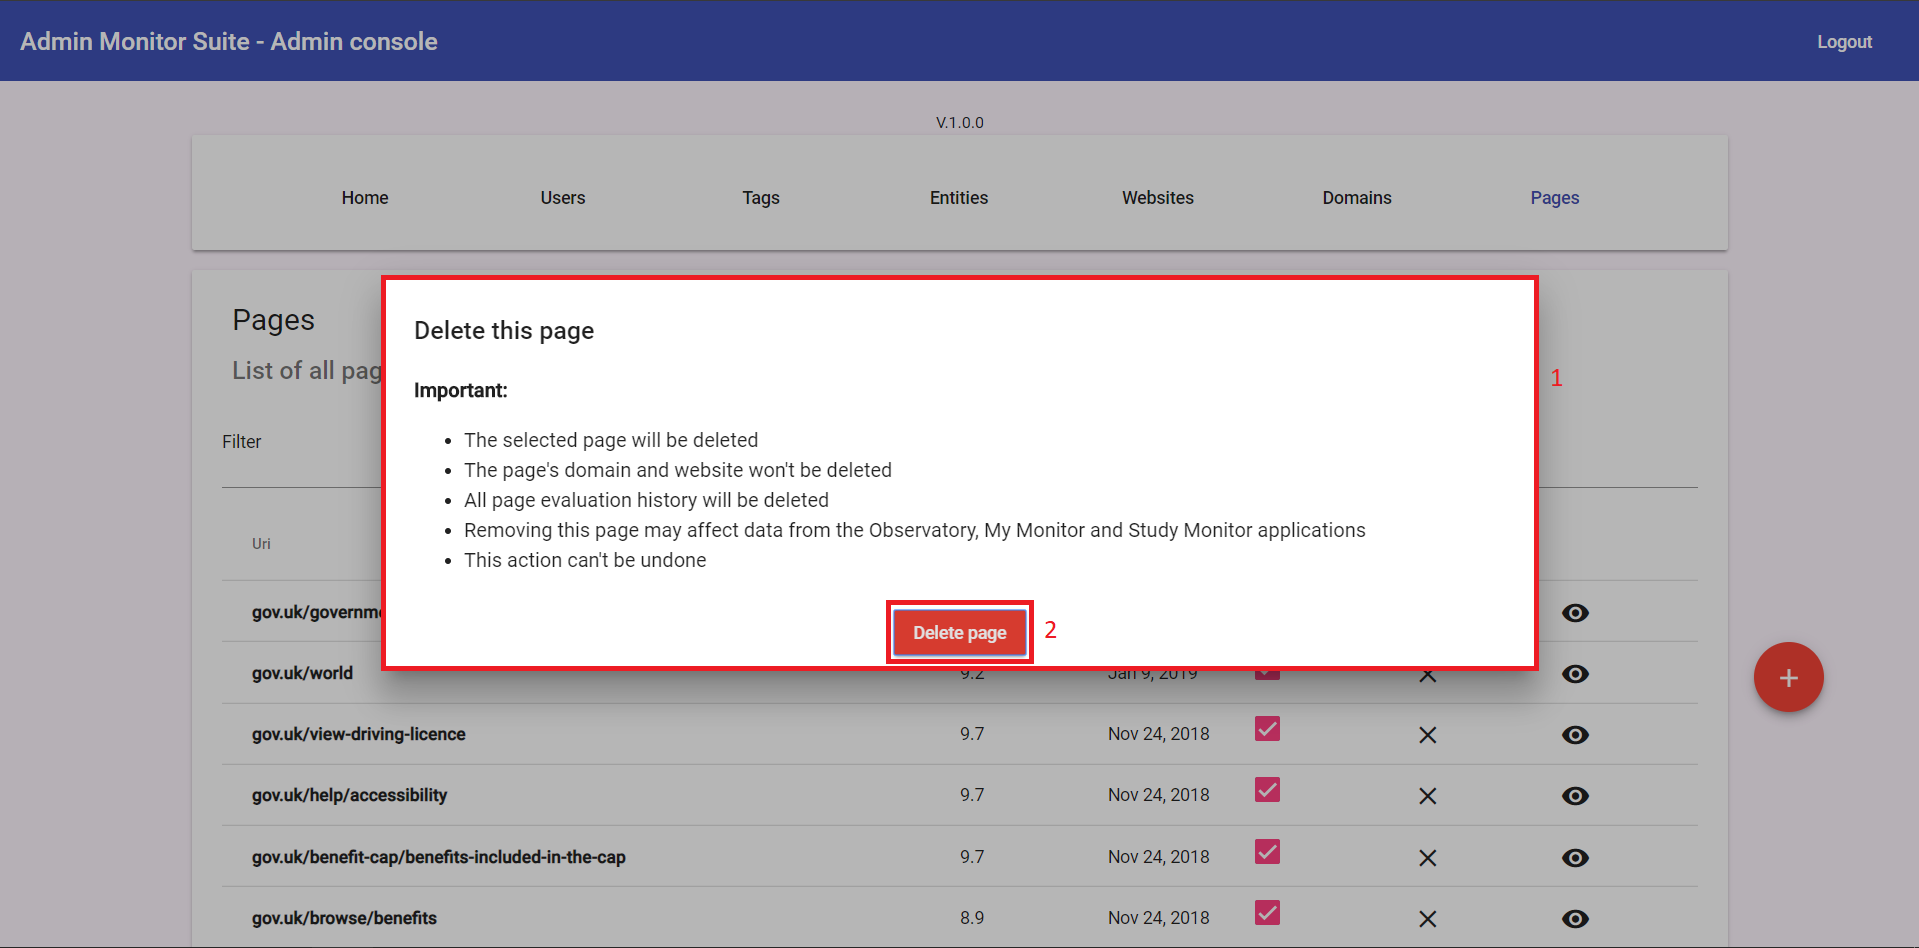 Admin Monitor Suite - Admin console
Logout
V.1.0.0
Home Users Tags Entities Websites Domains Pages
Pages
List of all pag
Filter
Uri
Delete this page
Important:
• The selected page will be deleted
• The page's domain and website won't be deleted
• All page evaluation history will be deleted
• Removing this page may affect data from the Observatory, My Monitor and Study Monitor applications
• This action can't be undone
Delete page
1
2
gov.uk/governme
gov.uk/world 9.2 Jan 9, 2019
gov.uk/view-driving-licence 9.7 Nov 24, 2018
gov.uk/help/accessibility 9.7 Nov 24, 2018
gov.uk/benefit-cap/benefits-included-in-the-cap 9.7 Nov 24, 2018
gov.uk/browse/benefits 8.9 Nov 24, 2018